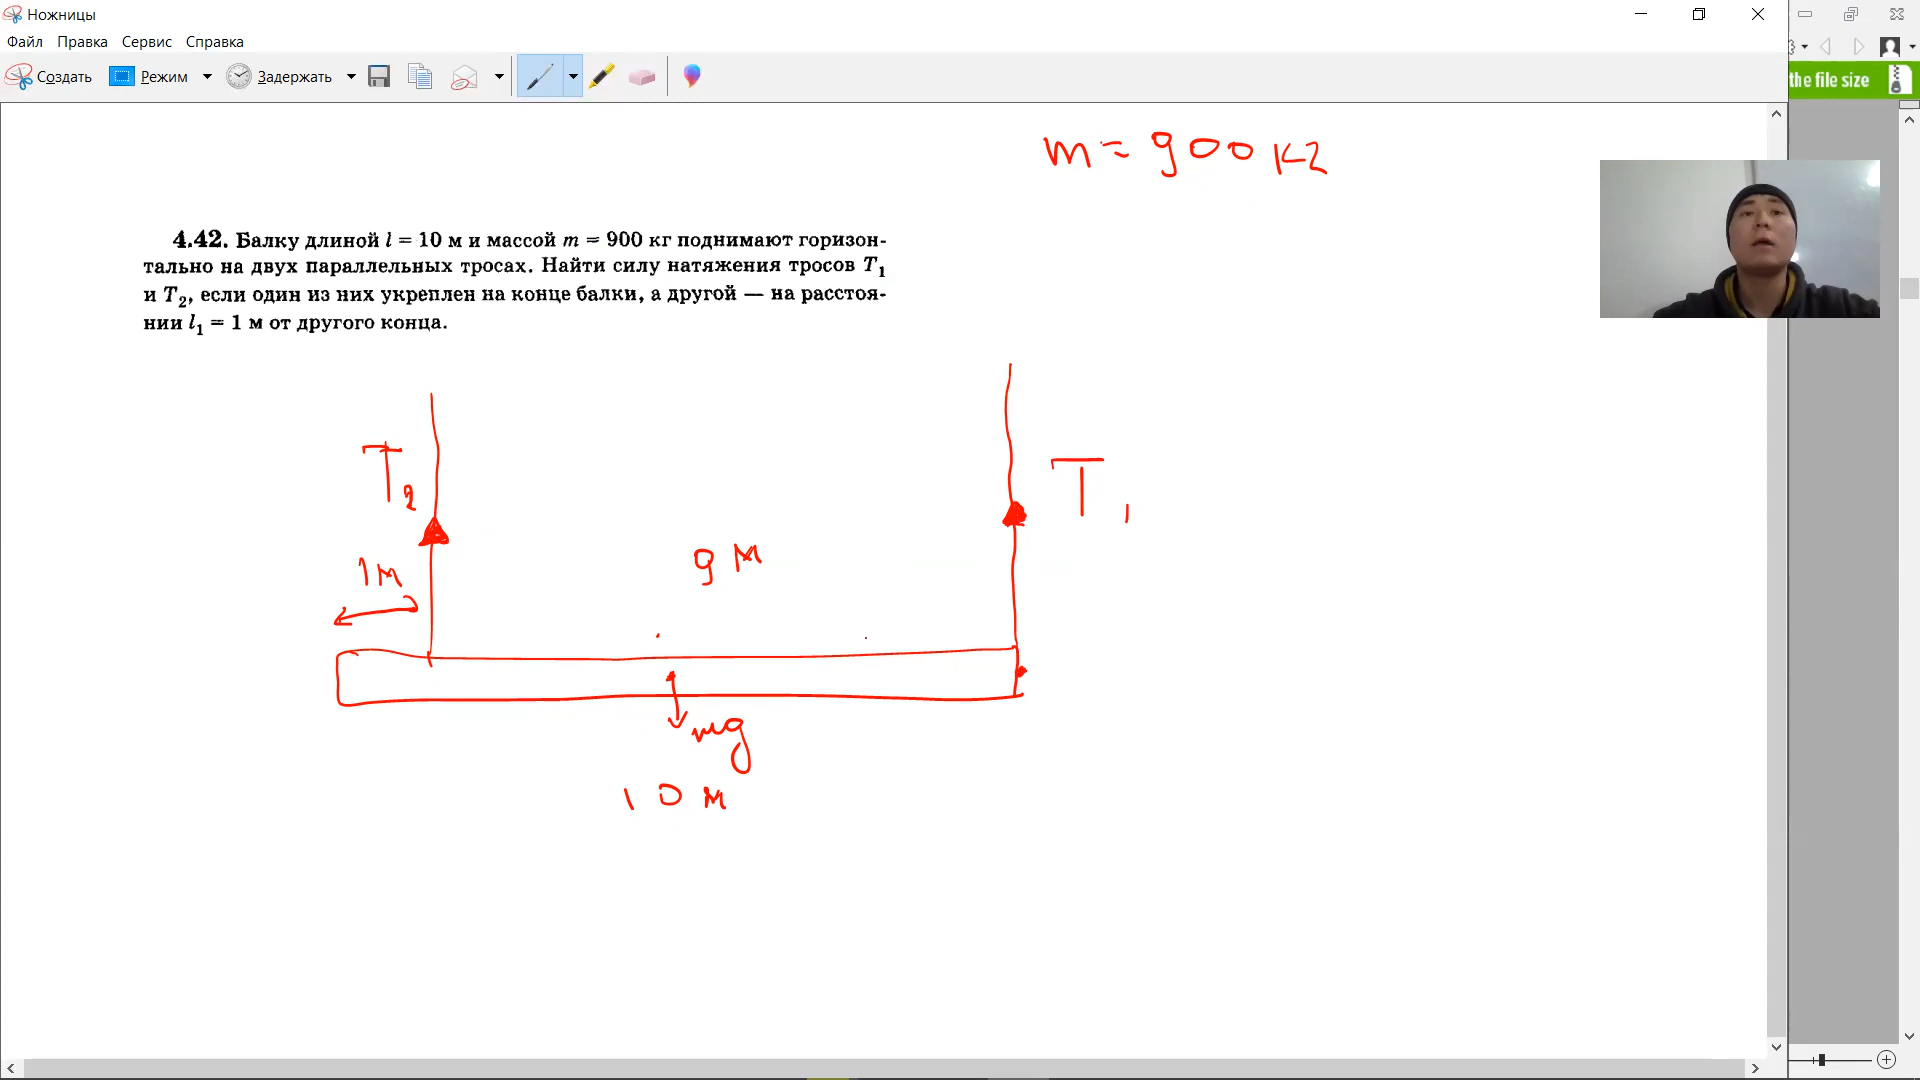 Ножницы
Файл Правка Сервис Справка
Создать Режим Задержать
the file size
m = 900 кг
4.42. Балку длиной l = 10 м и массой m = 900 кг поднимают горизон-
тально на двух параллельных тросах. Найти силу натяжения тросов T₁
и T₂, если один из них укреплен на конце балки, а другой — на расстоя-
нии l₁ = 1 м от другого конца.
T₂
T₁
9 м
1м
mg
10 м